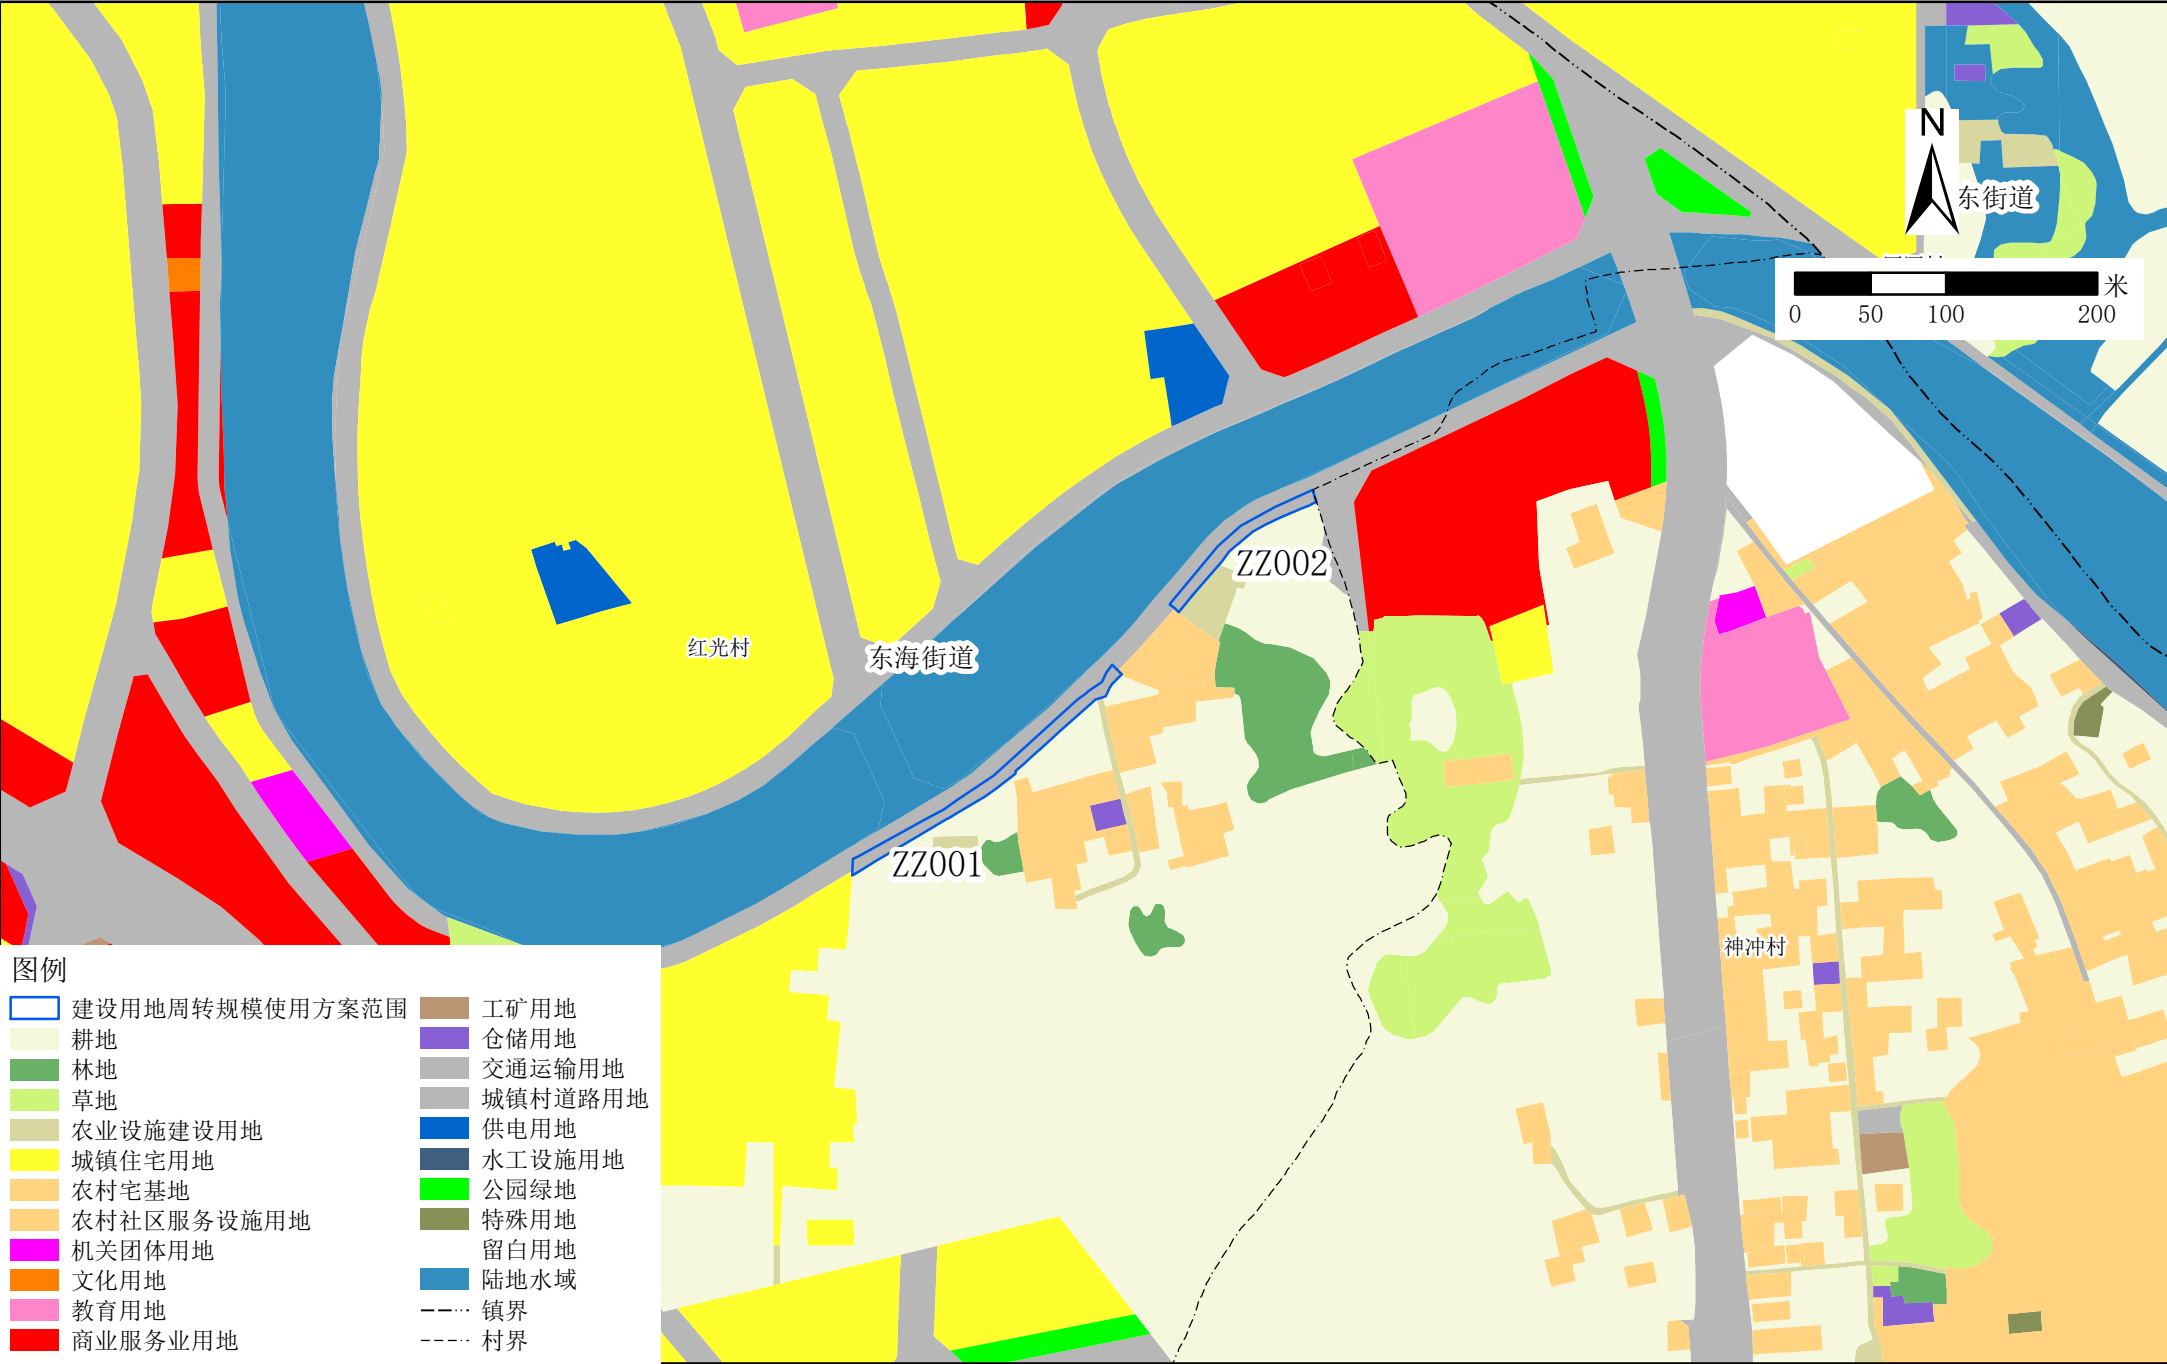 N
东街道
米
0 50 100 200
ZZ002
红光村
东海街道
ZZ001
神冲村
图例
建设用地周转规模使用方案范围
耕地
林地
草地
农业设施建设用地
城镇住宅用地
农村宅基地
农村社区服务设施用地
机关团体用地
文化用地
教育用地
商业服务业用地
工矿用地
仓储用地
交通运输用地
城镇村道路用地
供电用地
水工设施用地
公园绿地
特殊用地
留白用地
陆地水域
镇界
村界